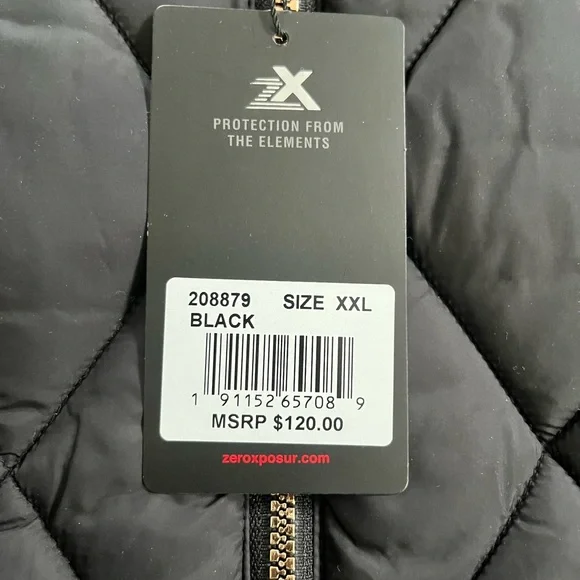 ZX
PROTECTION FROM
THE ELEMENTS
208879 SIZE XXL
BLACK
1 91152 65708 9
MSRP $120.00
zeroxposur.com